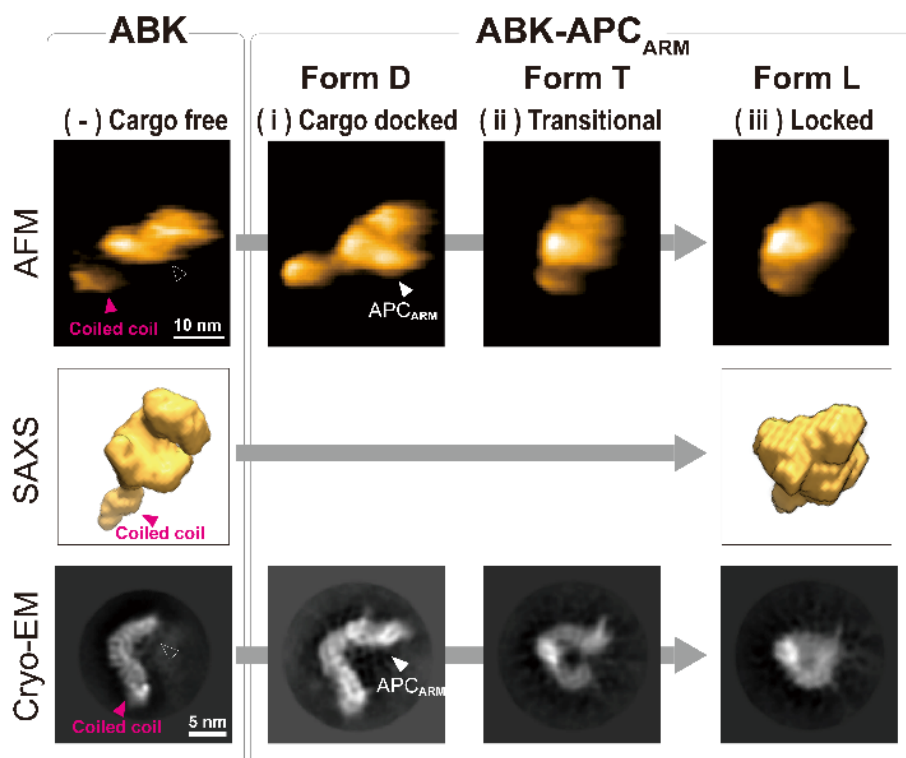 ABK
ABK-APCARM
Form D
Form T
Form L
( - ) Cargo free
( i ) Cargo docked
( ii ) Transitional
( iii ) Locked
AFM
Coiled coil
10 nm
APCARM
SAXS
Coiled coil
Cryo-EM
Coiled coil
5 nm
APCARM